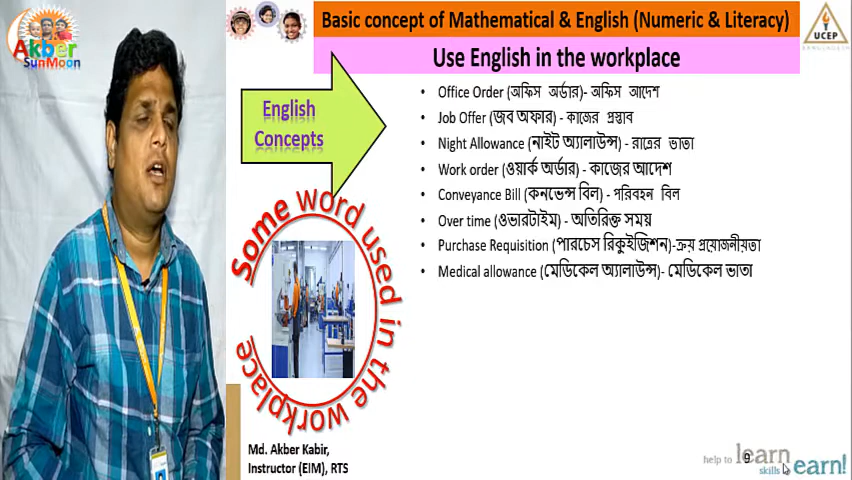 Akber
SunMoon
Basic concept of Mathematical & English (Numeric & Literacy)
UCEP
BANGLADESH
Use English in the workplace
English
Concepts
• Office Order (অফিস অর্ডার)- অফিস আদেশ
• Job Offer (জব অফার) - কাজের প্রস্তাব
• Night Allowance (নাইট অ্যালাউন্স) - রাত্রের ভাতা
• Work order (ওয়ার্ক অর্ডার) - কাজের আদেশ
• Conveyance Bill (কনভেন্স বিল) - পরিবহন বিল
• Over time (ওভারটাইম) - অতিরিক্ত সময়
• Purchase Requisition (পারচেস রিকুইজিশন)-ক্রয় প্রয়োজনীয়তা
• Medical allowance (মেডিকেল অ্যালাউন্স)- মেডিকেল ভাতা
Some word used in the workplace
Md. Akber Kabir,
Instructor (EIM), RTS
9
help to learn
skills to earn!